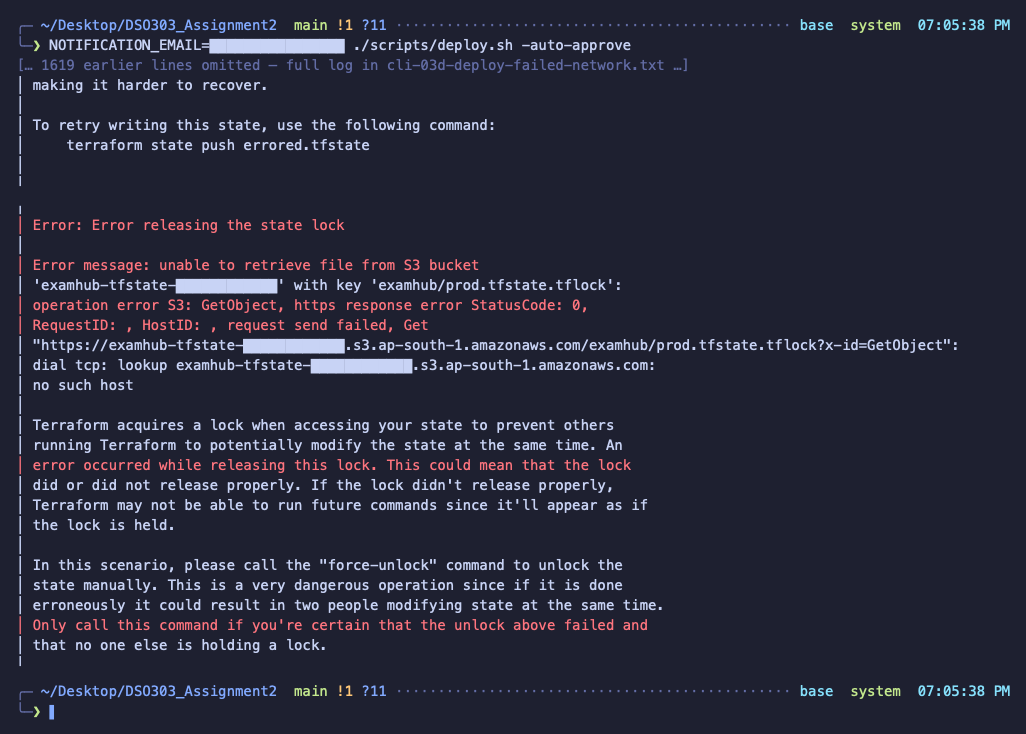 ~/Desktop/DSO303_Assignment2 main !1 ?11 base system 07:05:38 PM
❯ NOTIFICATION_EMAIL= ./scripts/deploy.sh -auto-approve
[… 1619 earlier lines omitted — full log in cli-03d-deploy-failed-network.txt …]
making it harder to recover.
To retry writing this state, use the following command:
terraform state push errored.tfstate
Error: Error releasing the state lock
Error message: unable to retrieve file from S3 bucket
'examhub-tfstate-' with key 'examhub/prod.tfstate.tflock':
operation error S3: GetObject, https response error StatusCode: 0,
RequestID: , HostID: , request send failed, Get
"https://examhub-tfstate-.s3.ap-south-1.amazonaws.com/examhub/prod.tfstate.tflock?x-id=GetObject":
dial tcp: lookup examhub-tfstate-.s3.ap-south-1.amazonaws.com:
no such host
Terraform acquires a lock when accessing your state to prevent others
running Terraform to potentially modify the state at the same time. An
error occurred while releasing this lock. This could mean that the lock
did or did not release properly. If the lock didn't release properly,
Terraform may not be able to run future commands since it'll appear as if
the lock is held.
In this scenario, please call the "force-unlock" command to unlock the
state manually. This is a very dangerous operation since if it is done
erroneously it could result in two people modifying state at the same time.
Only call this command if you're certain that the unlock above failed and
that no one else is holding a lock.
~/Desktop/DSO303_Assignment2 main !1 ?11 base system 07:05:38 PM
❯